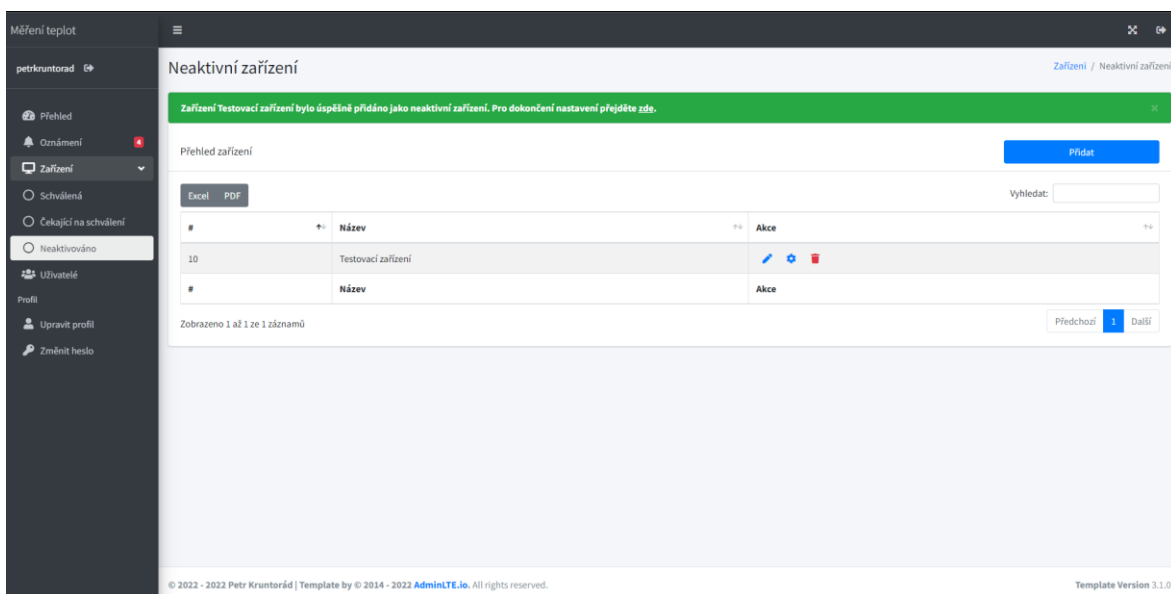 Měření teplot
petrkruntorad
Neaktivní zařízení
Zařízení / Neaktivní zařízení
Zařízení Testovací zařízení bylo úspěšně přidáno jako neaktivní zařízení. Pro dokončení nastavení přejděte zde.
×
Přehled
Oznámení 4
Zařízení
Schválená
Čekající na schválení
Neaktivováno
Uživatelé
Profil
Upravit profil
Změnit heslo
Přehled zařízení
Přidat
Excel PDF
Vyhledat:
# Název Akce
10 Testovací zařízení
# Název Akce
Zobrazeno 1 až 1 ze 1 záznamů
Předchozí 1 Další
© 2022 - 2022 Petr Kruntorád | Template by © 2014 - 2022 AdminLTE.io. All rights reserved.
Template Version 3.1.0